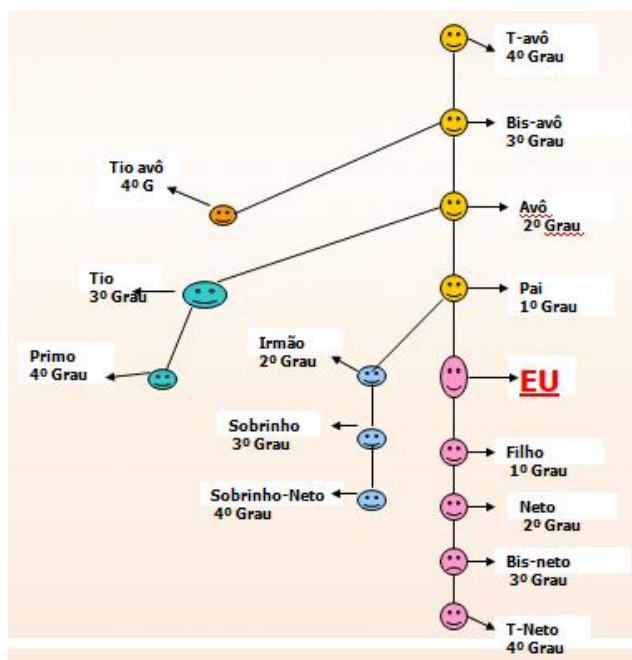 T-avô
4º Grau
Bis-avô
3º Grau
Tio avô
4º G
Avô
2º Grau
Tio
3º Grau
Pai
1º Grau
Irmão
2º Grau
Primo
4º Grau
EU
Sobrinho
3º Grau
Filho
1º Grau
Sobrinho-Neto
4º Grau
Neto
2º Grau
Bis-neto
3º Grau
T-Neto
4º Grau